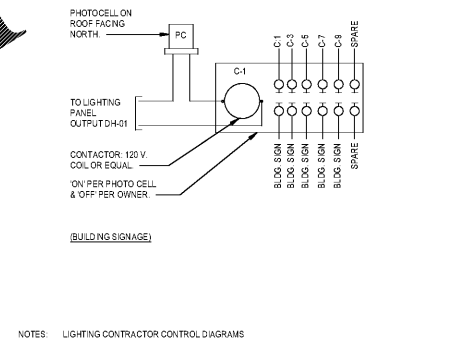 PHOTOCELL ON
ROOF FACING
NORTH.
PC
C-1
C-1
C-3
C-5
C-7
C-9
SPARE
TO LIGHTING
PANEL
OUTPUT DH-01
CONTACTOR: 120 V.
COIL OR EQUAL.
'ON' PER PHOTO CELL
& 'OFF' PER OWNER.
BLDG SIGN
BLDG SIGN
BLDG SIGN
BLDG SIGN
BLDG SIGN
SPARE
(BUILDING SIGNAGE)
NOTES: LIGHTING CONTRACTOR CONTROL DIAGRAMS